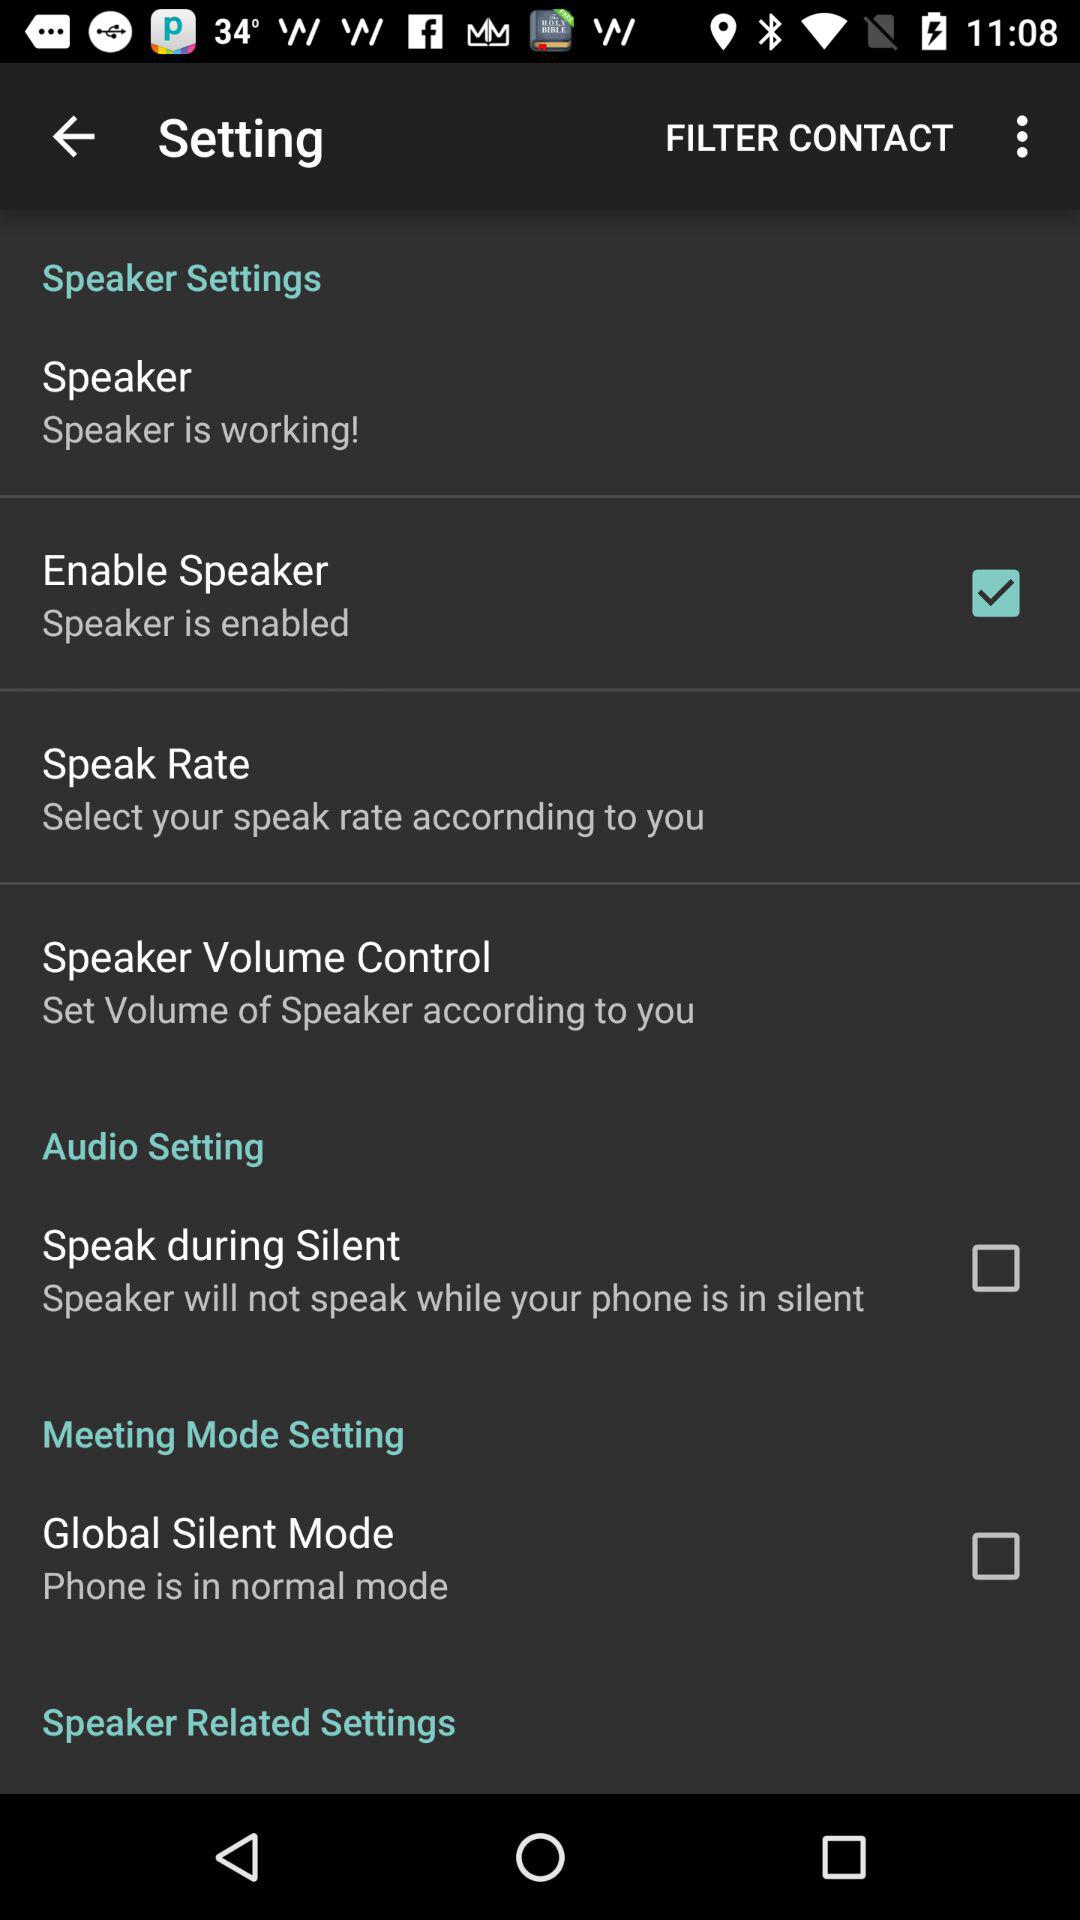 34° 11:08
Setting FILTER CONTACT
Speaker Settings
Speaker
Speaker is working!
Enable Speaker
Speaker is enabled
Speak Rate
Select your speak rate accornding to you
Speaker Volume Control
Set Volume of Speaker according to you
Audio Setting
Speak during Silent
Speaker will not speak while your phone is in silent
Meeting Mode Setting
Global Silent Mode
Phone is in normal mode
Speaker Related Settings